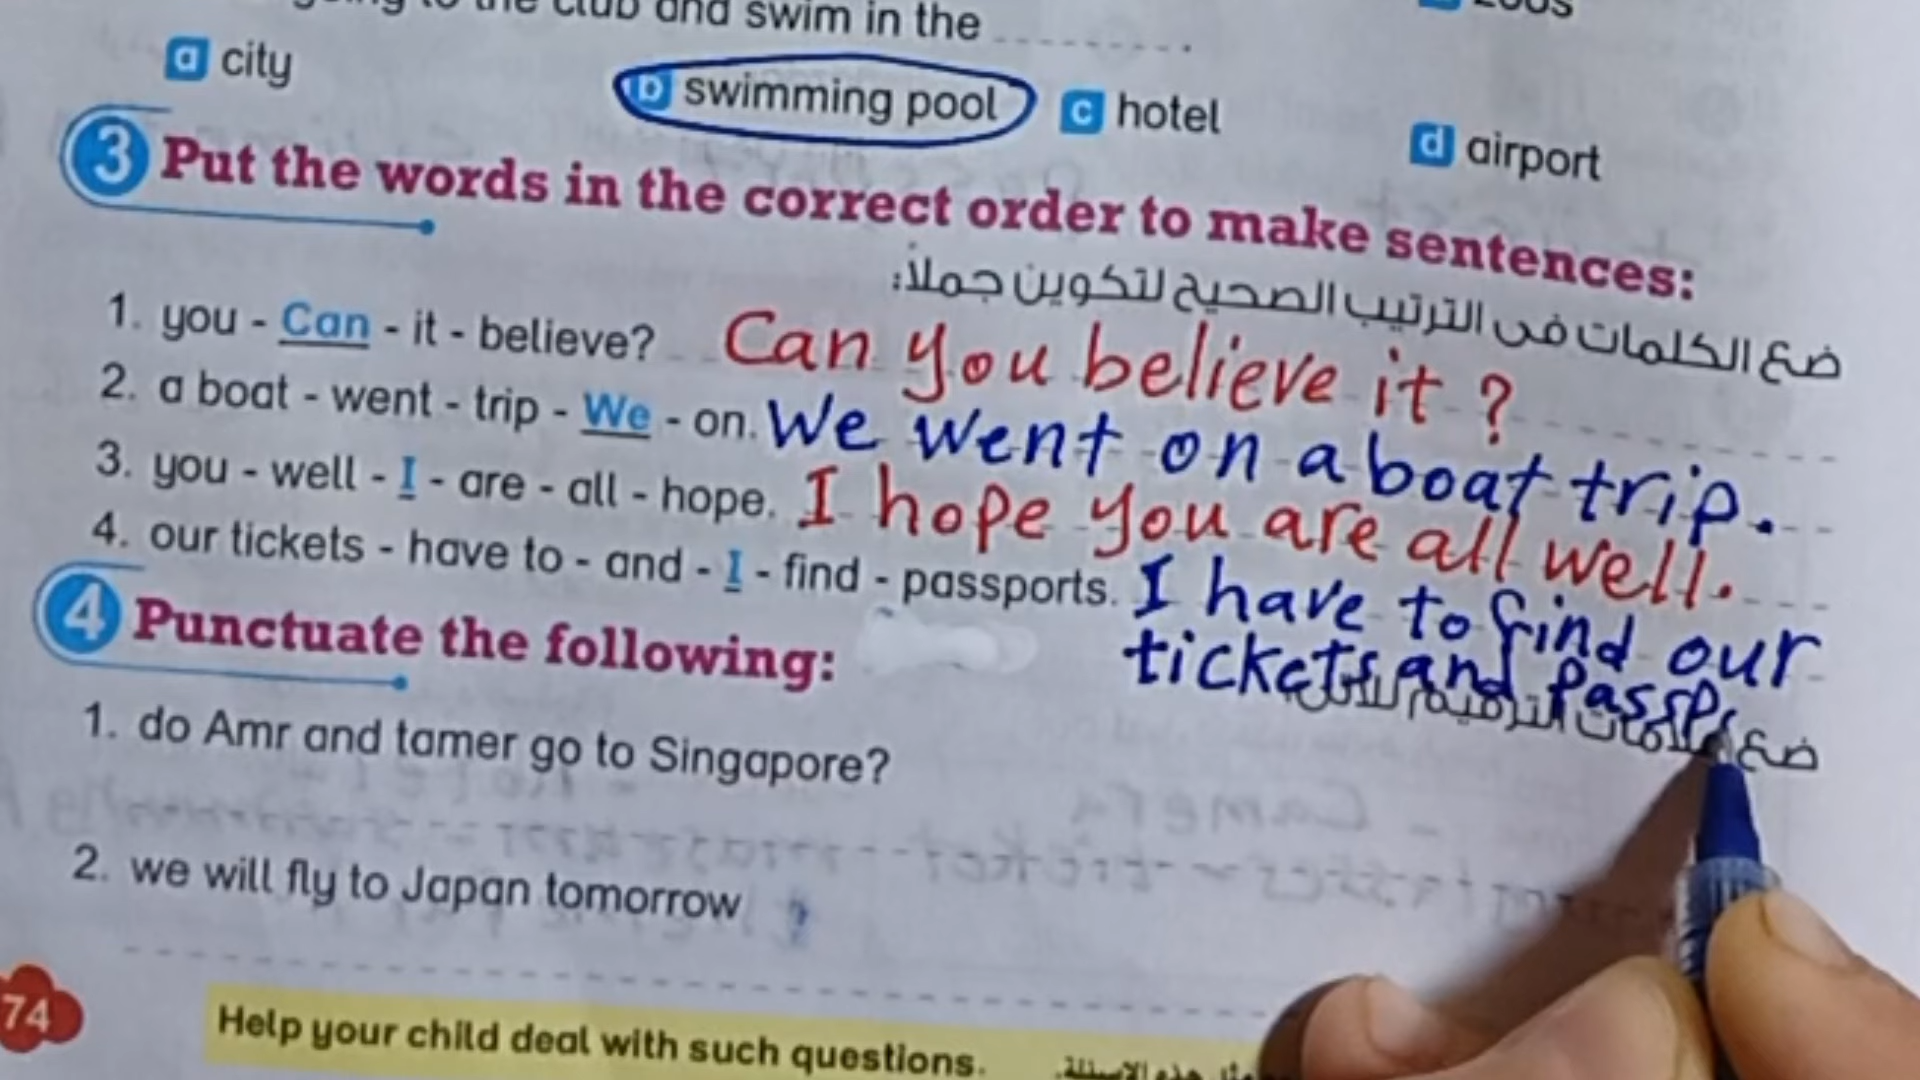 to the club and swim in the ........... .
a city b swimming pool c hotel d airport
3 Put the words in the correct order to make sentences:
ضع الكلمات فى الترتيب الصحيح لتكوين جملاً:
1. you - Can - it - believe? Can you believe it ?
2. a boat - went - trip - We - on. We went on a boat trip.
3. you - well - I - are - all - hope. I hope you are all well.
4. our tickets - have to - and - I - find - passports. I have to find our
tickets and Passp
4 Punctuate the following:
ضع
1. do Amr and tamer go to Singapore?
2. we will fly to Japan tomorrow
74
Help your child deal with such questions.